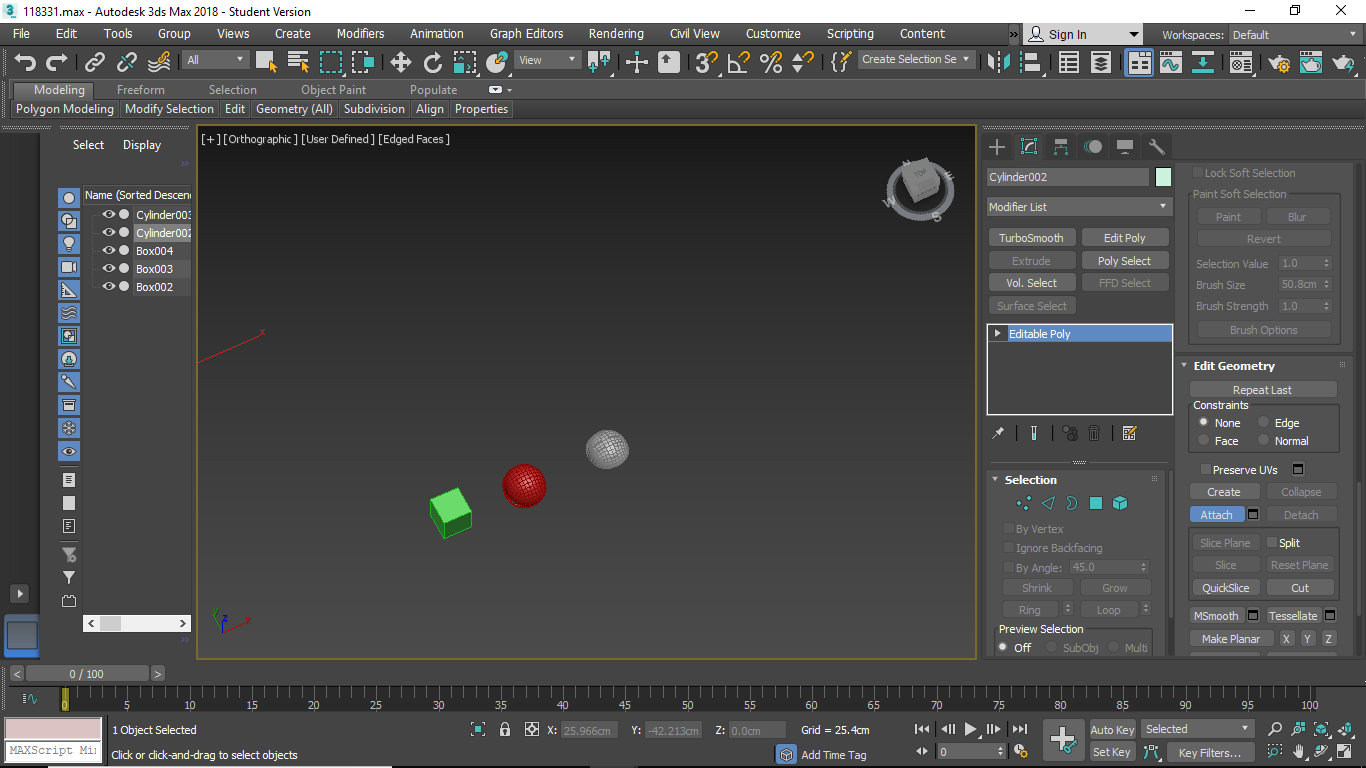 118331.max - Autodesk 3ds Max 2018 - Student Version
File Edit Tools Group Views Create Modifiers Animation Graph Editors Rendering Civil View Customize Scripting Content » Sign In Workspaces: Default
All View Create Selection Se
Modeling Freeform Selection Object Paint Populate
Polygon Modeling Modify Selection Edit Geometry (All) Subdivision Align Properties
Select Display
Name (Sorted Descen
Cylinder003
Cylinder002
Box004
Box003
Box002
[+] [Orthographic ] [User Defined ] [Edged Faces ]
TOP
N
E
W
S
x
z
x
Cylinder002
Modifier List
TurboSmooth Edit Poly
Extrude Poly Select
Vol. Select FFD Select
Surface Select
Editable Poly
Selection
By Vertex
Ignore Backfacing
By Angle: 45.0
Shrink Grow
Ring Loop
Preview Selection
Off SubObj Multi
Lock Soft Selection
Paint Soft Selection
Paint Blur
Revert
Selection Value 1.0
Brush Size 50.8cm
Brush Strength 1.0
Brush Options
Edit Geometry
Repeat Last
Constraints
None Edge
Face Normal
Preserve UVs
Create Collapse
Attach Detach
Slice Plane Split
Slice Reset Plane
QuickSlice Cut
MSmooth Tessellate
Make Planar X Y Z
< 0 / 100 >
0 5 10 15 20 25 30 35 40 45 50 55 60 65 70 75 80 85 90 95 100
1 Object Selected X: 25.966cm Y: -42.213cm Z: 0.0cm Grid = 25.4cm Auto Key Selected
MAXScript Mi
Click or click-and-drag to select objects Add Time Tag 0 Set Key Key Filters...